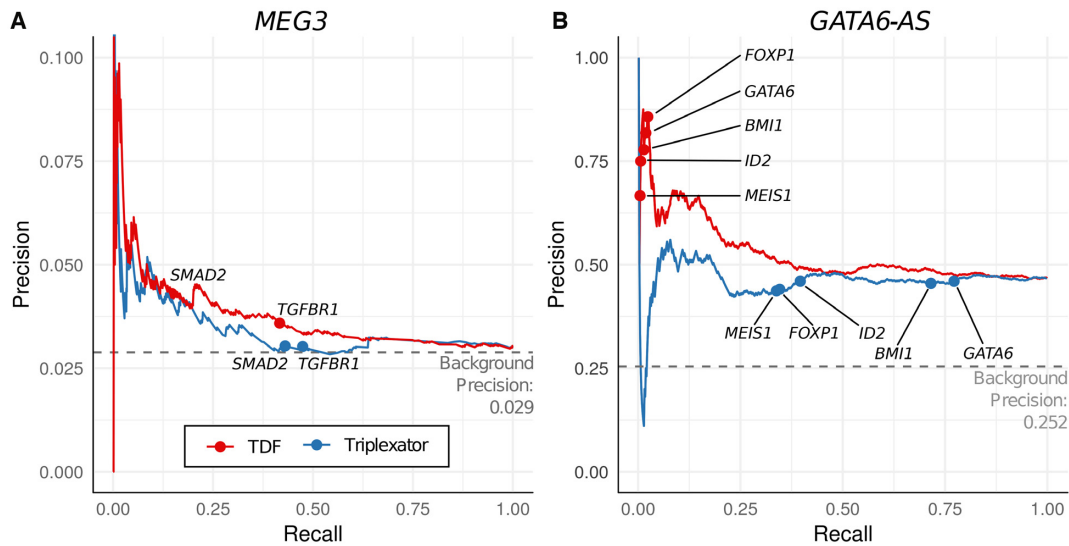 A
MEG3
0.100
0.075
0.050
0.025
0.000
Precision
SMAD2
TGFBR1
SMAD2
TGFBR1
Background
Precision:
0.029
TDF
Triplexator
0.00
0.25
0.50
0.75
1.00
Recall
B
GATA6-AS
1.00
0.75
0.50
0.25
0.00
Precision
FOXP1
GATA6
BMI1
ID2
MEIS1
MEIS1
FOXP1
ID2
BMI1
GATA6
Background
Precision:
0.252
0.00
0.25
0.50
0.75
1.00
Recall